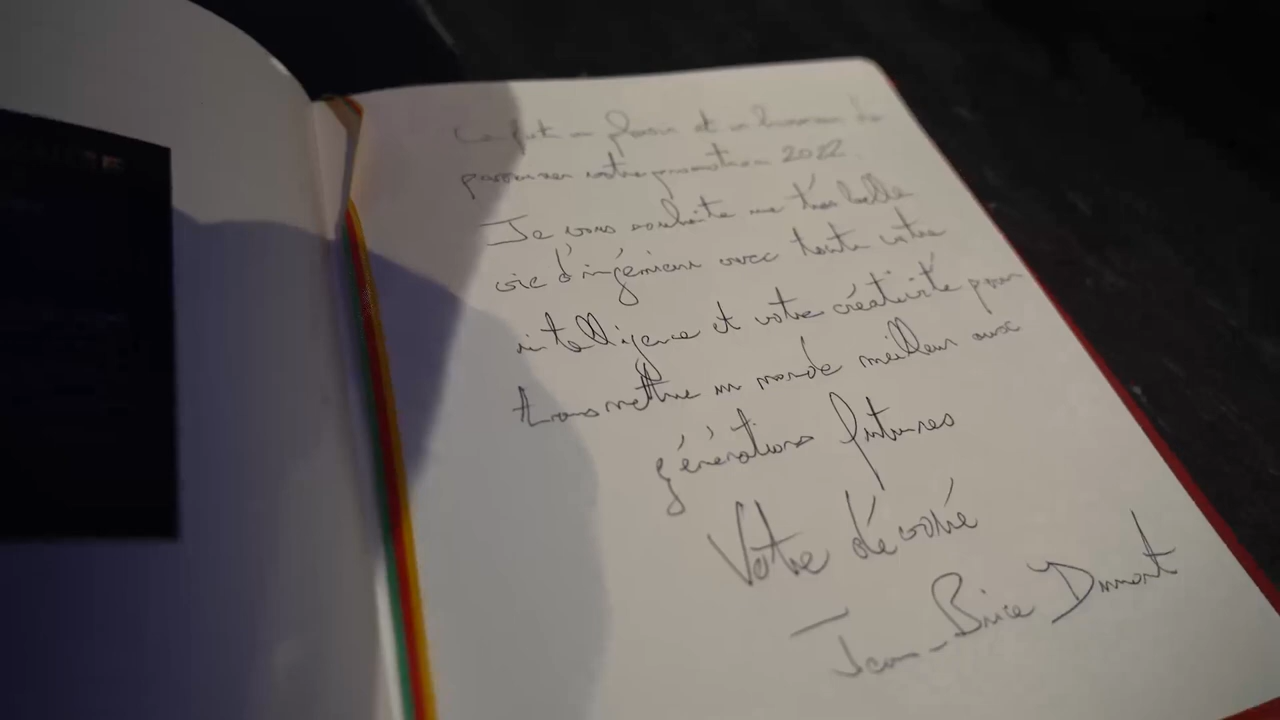 Ce fut un plaisir et un honneur de
parrainer votre promotion 2022.
Je vous souhaite une très belle
vie d'ingénieur avec toute votre
intelligence et votre créativité pour
transmettre un monde meilleur aux
générations futures
Votre dévoué
Jean-Brice Dumont